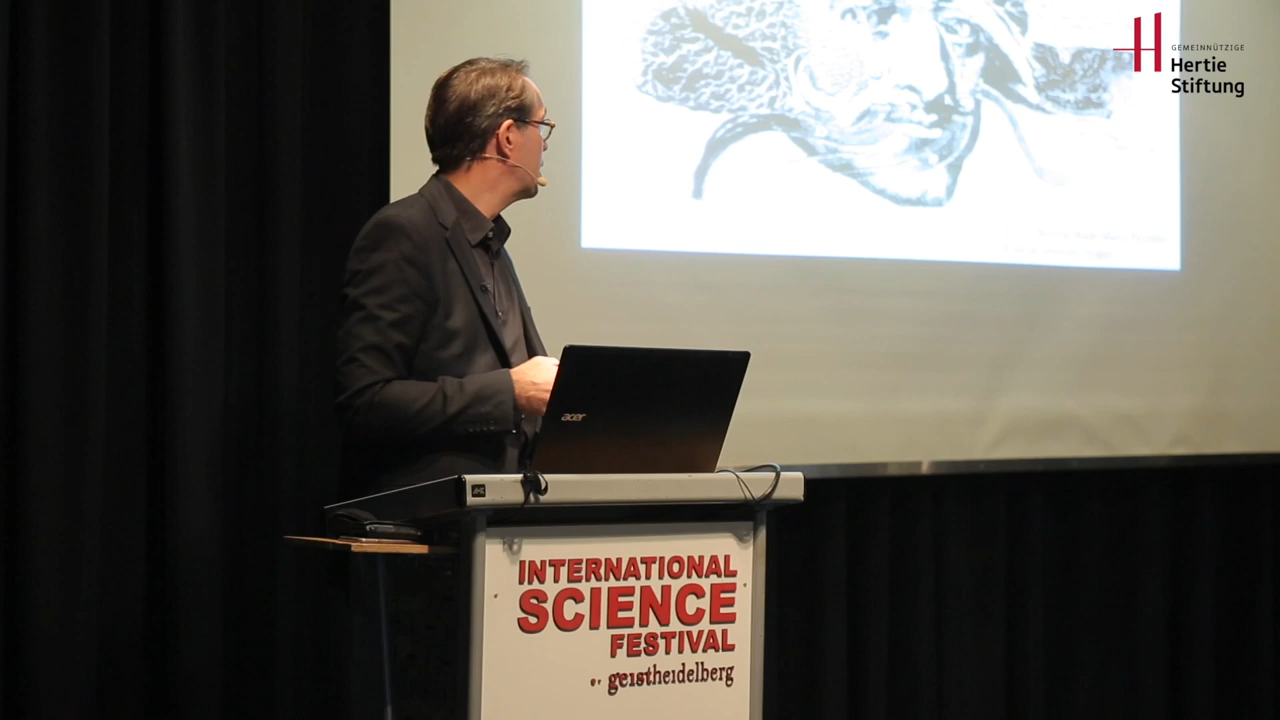 GEMEINNÜTZIGE
Hertie
Stiftung
acer
INTERNATIONAL
SCIENCE
FESTIVAL
geistheidelberg